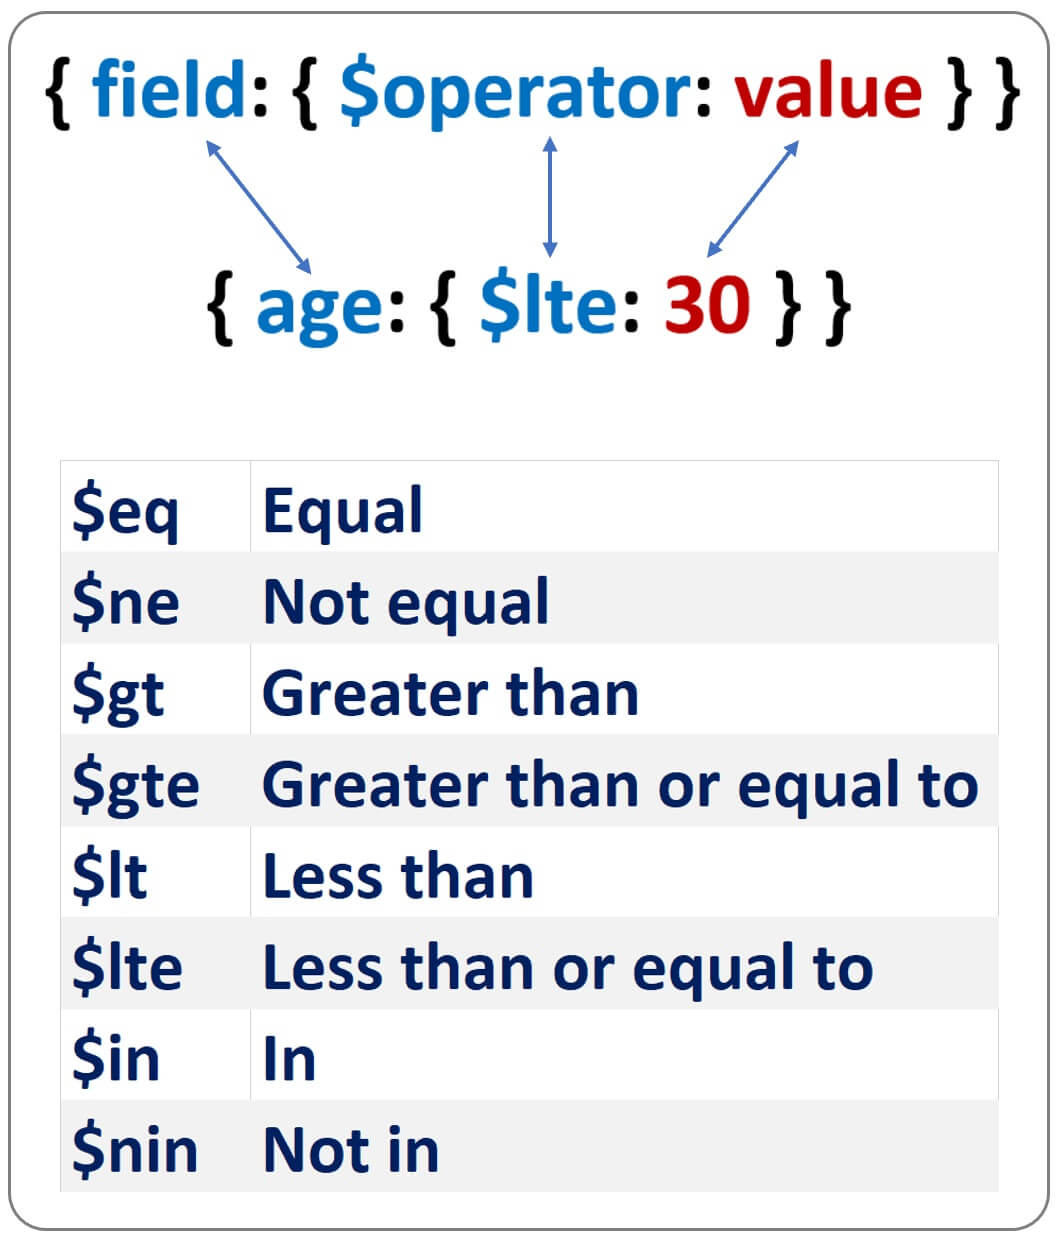 { field: { $operator: value } }
{ age: { $lte: 30 } }
$eq Equal
$ne Not equal
$gt Greater than
$gte Greater than or equal to
$lt Less than
$lte Less than or equal to
$in In
$nin Not in